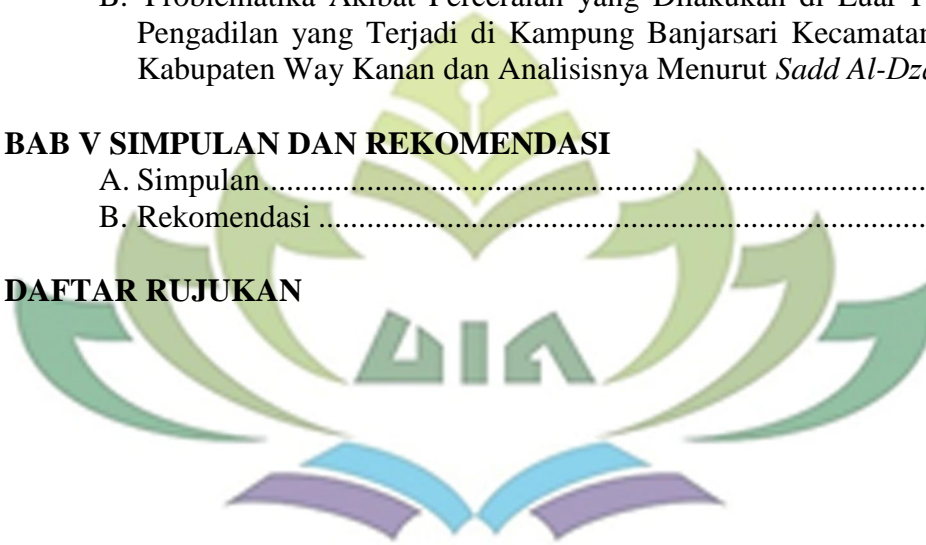 B. Problematika Akibat Perceraian yang Dilakukan di Luar
Pengadilan yang Terjadi di Kampung Banjarsari Kecamatan
Kabupaten Way Kanan dan Analisisnya Menurut Sadd
BAB V SIMPULAN DAN REKOMENDASI
A. Simpulan.......................................................................................
B. Rekomendasi ................................................................................
DAFTAR RUJUKAN
UIN